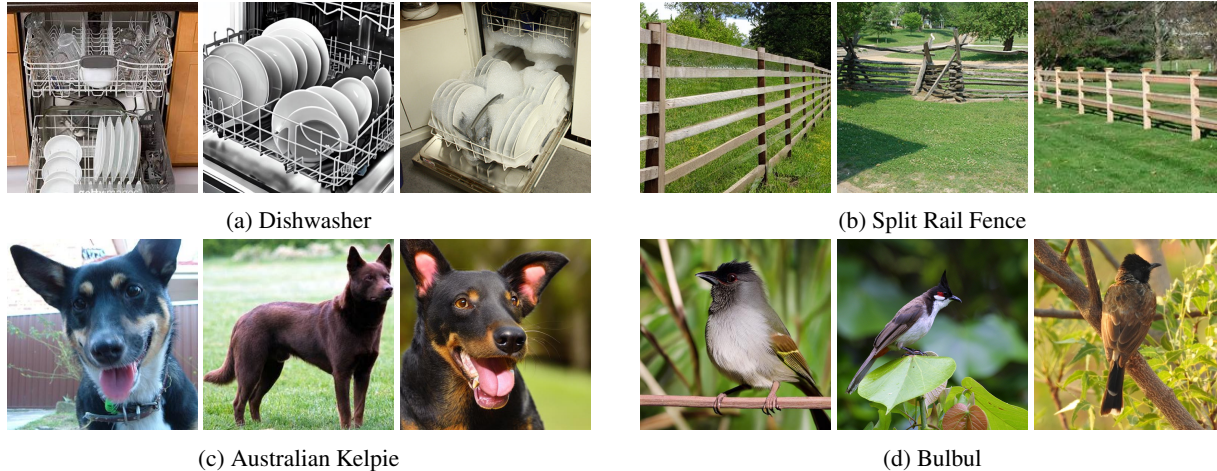 (a) Dishwasher
(b) Split Rail Fence
(c) Australian Kelpie
(d) Bulbul